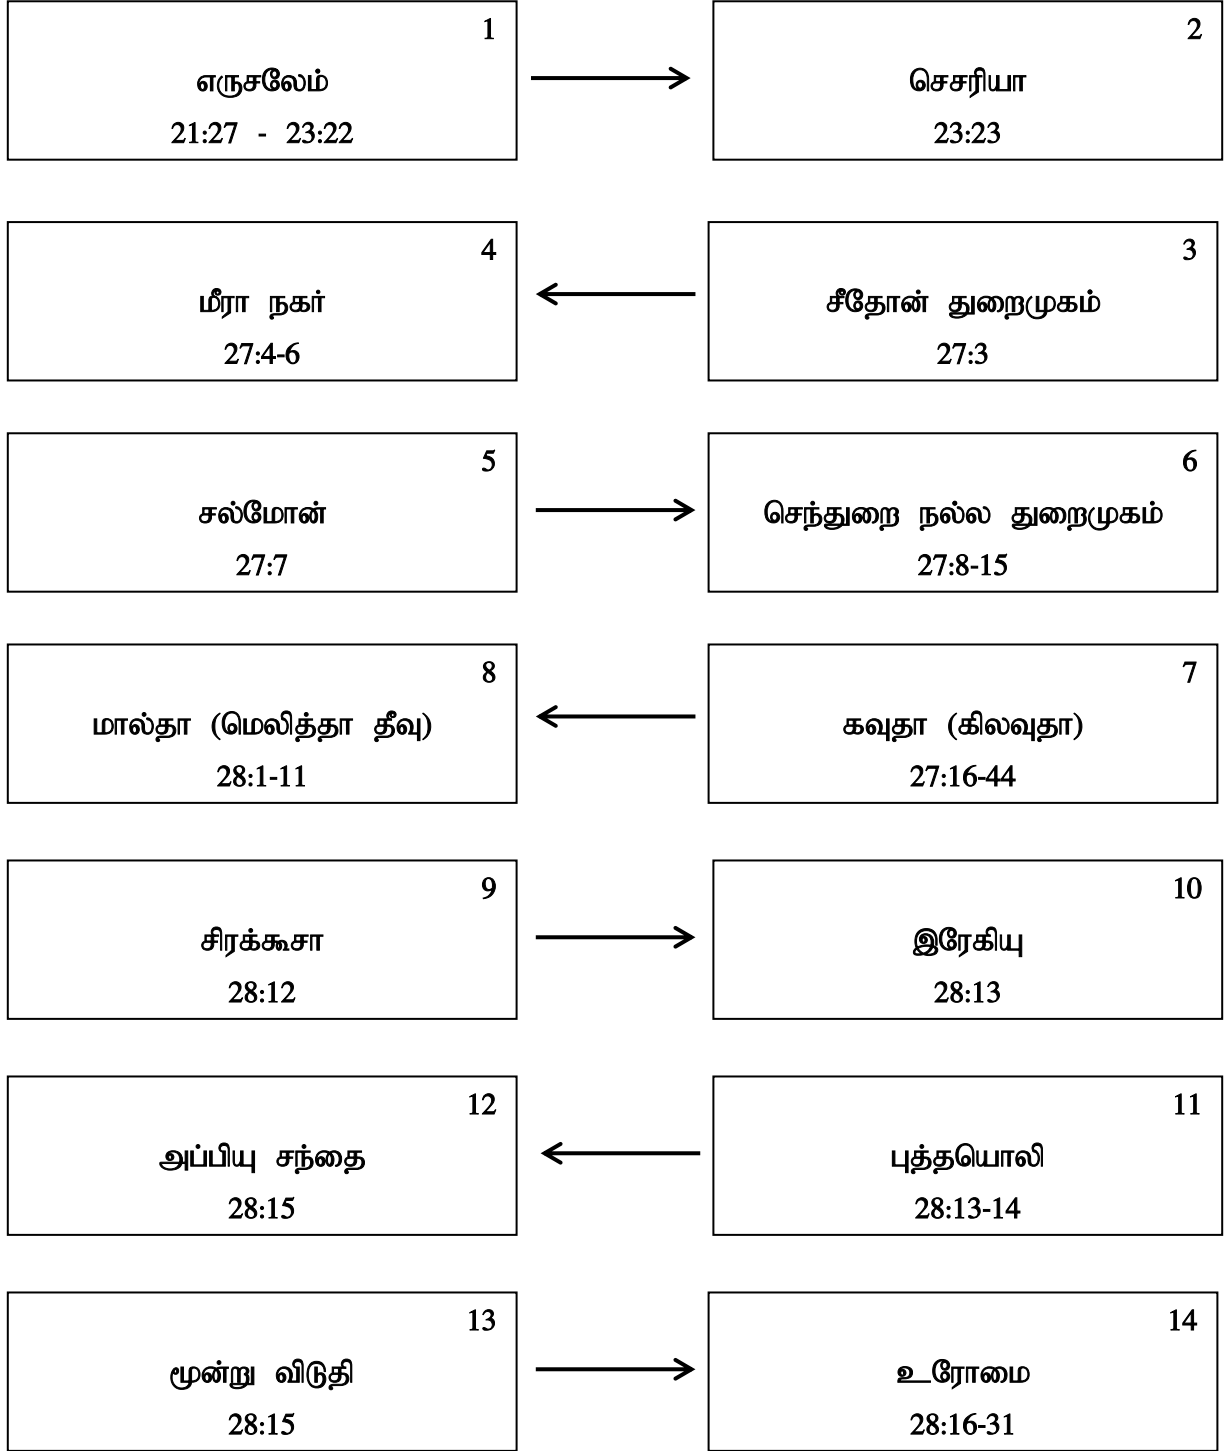 1
எருசலேம்
21:27 - 23:22
2
செசரியா
23:23
4
மீரா நகர்
27:4-6
3
சீதோன் துறைமுகம்
27:3
5
சல்மோன்
27:7
6
செந்துறை நல்ல துறைமுகம்
27:8-15
8
மால்தா (மெலித்தா தீவு)
28:1-11
7
கவுதா (கிலவுதா)
27:16-44
9
சிரக்கூசா
28:12
10
இரேகியு
28:13
12
அப்பியு சந்தை
28:15
11
புத்தயொலி
28:13-14
13
மூன்று விடுதி
28:15
14
உரோமை
28:16-31